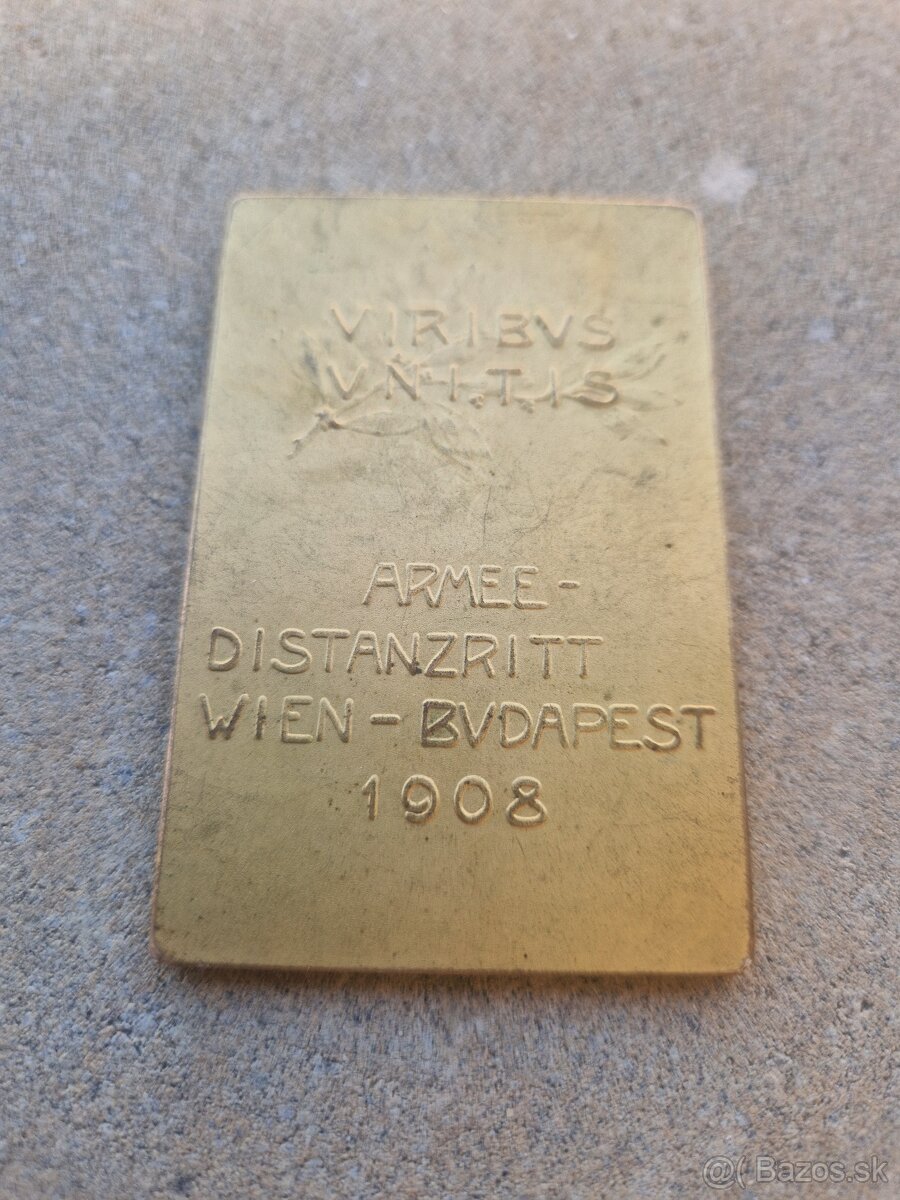 VIRIBVS
VNITIS
ARMEE-
DISTANZRITT
WIEN-BVDAPEST
1908
@( Bazos.sk